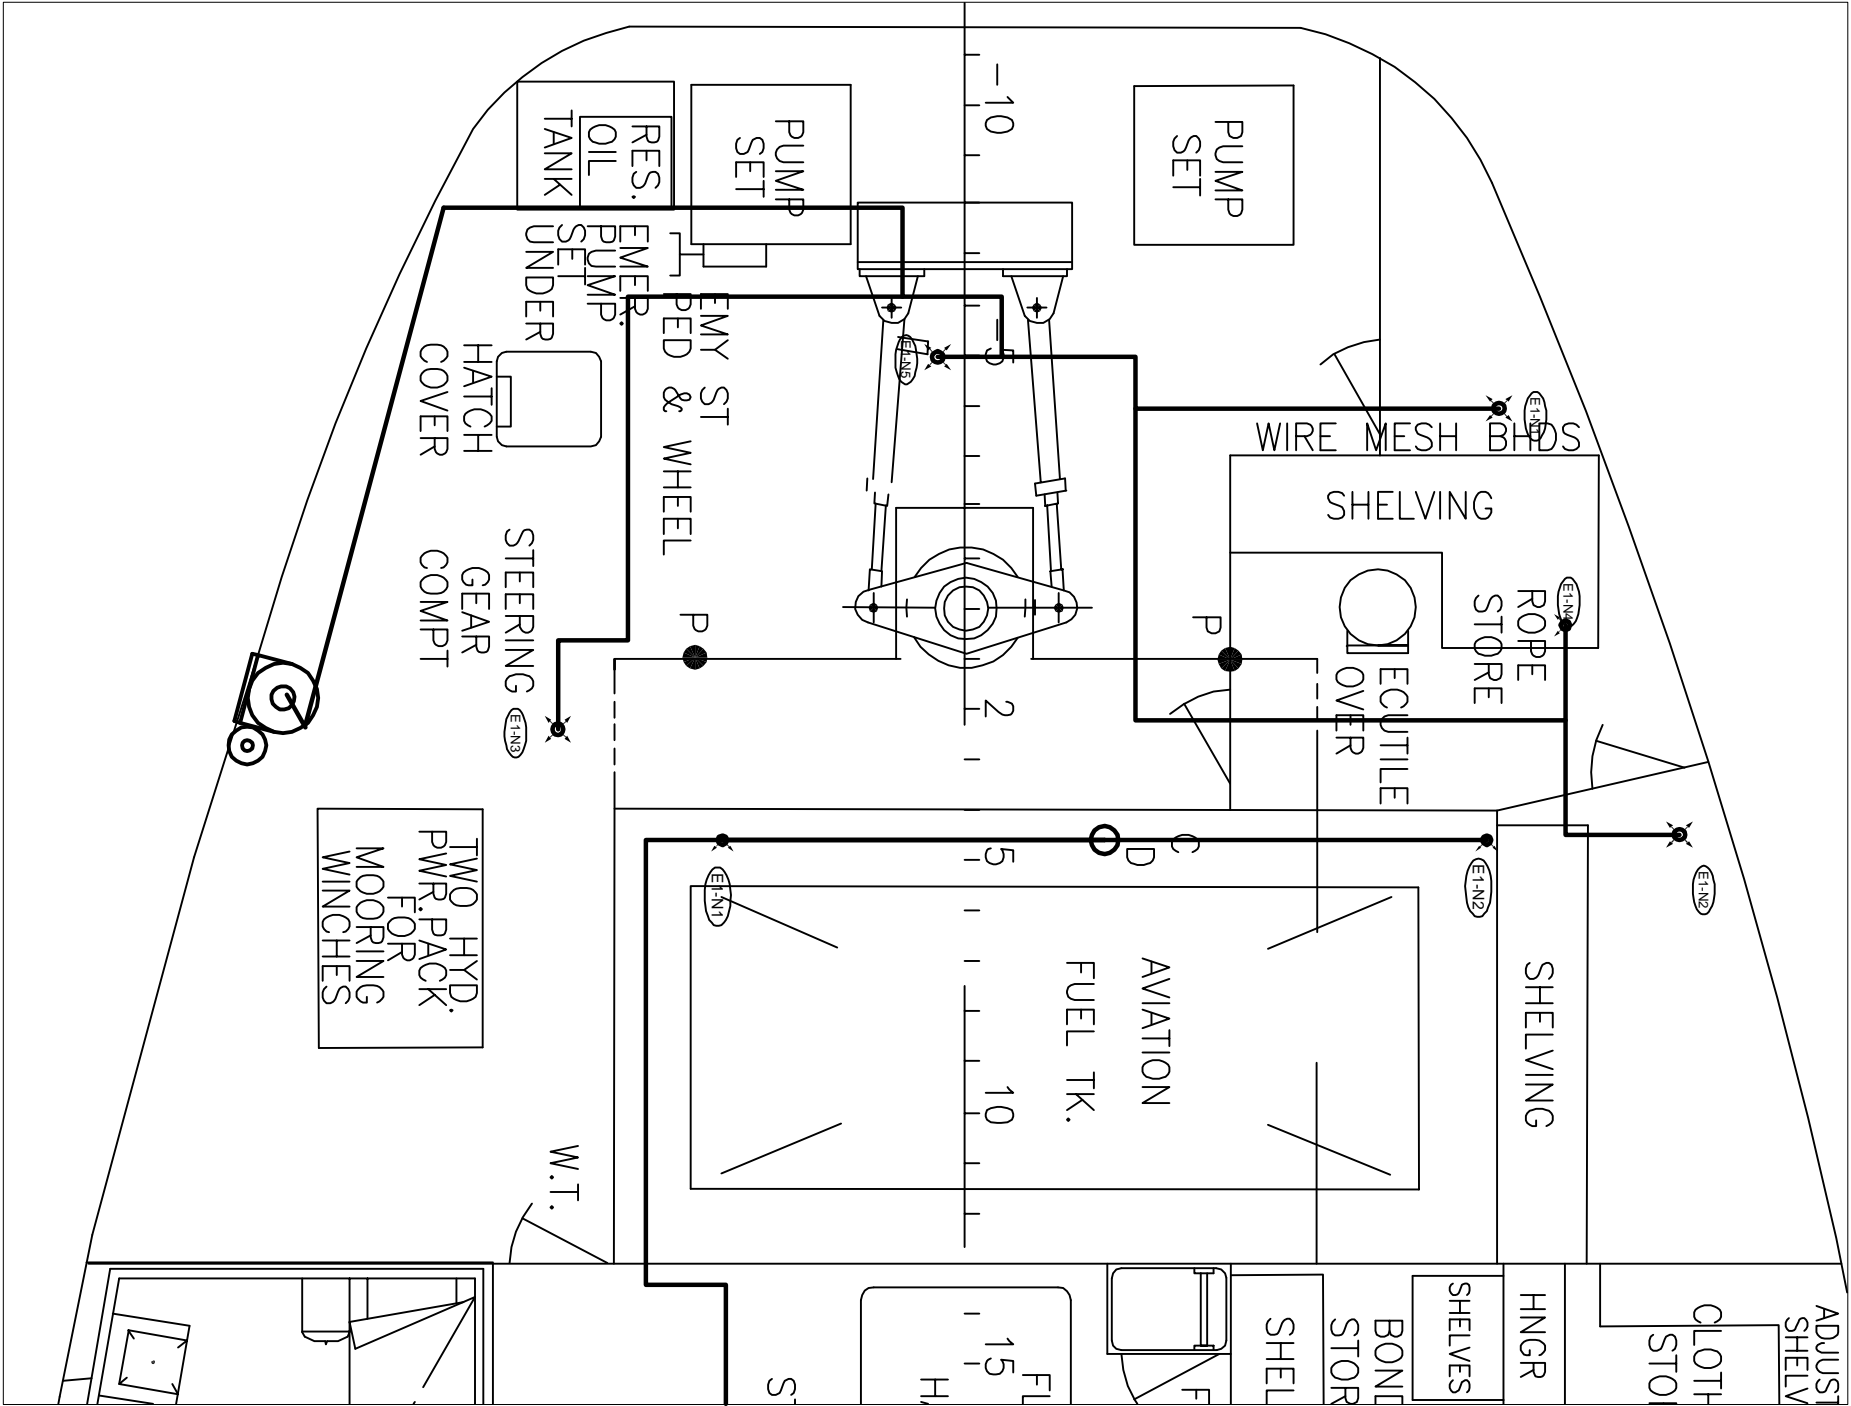 -10
RES.
OIL
TANK
PUMP
SET
PUMP
SET
EMER.
PUMP.
SET
UNDER
EMY ST
PED & WHEEL
HATCH
COVER
-5
E1-N5
E1-N1
WIRE MESH BHDS
SHELVING
ROPE
STORE
E1-N4
STEERING
GEAR
COMPT
E1-N3
P
P
2
ECUTILE
OVER
5
C
D
E1-N1
E1-N2
E1-N2
TWO HYD.
PWR.PACK.
FOR
MOORING
WINCHES
AVIATION
FUEL TK.
SHELVING
10
W.T.
15
SHEL
BOND
STOR
SHELVES
HNGR
CLOTH
STO
ADJUST
SHELV